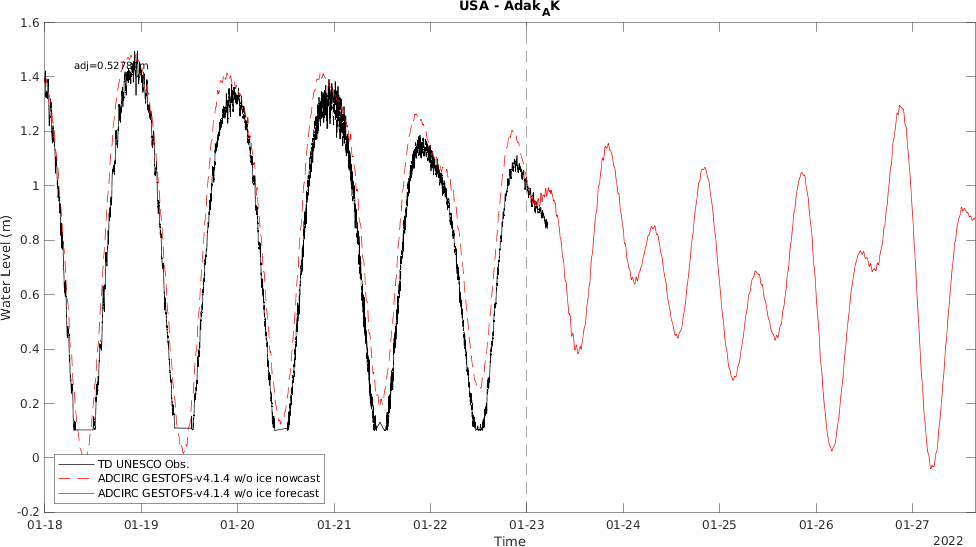 USA - Adak_AK
adj=0.5278m
1.6
1.4
1.2
1
0.8
0.6
0.4
0.2
0
-0.2
Water Level (m)
TD UNESCO Obs.
ADCIRC GESTOFS-v4.1.4 w/o ice nowcast
ADCIRC GESTOFS-v4.1.4 w/o ice forecast
01-18 01-19 01-20 01-21 01-22 01-23 01-24 01-25 01-26 01-27
Time
2022